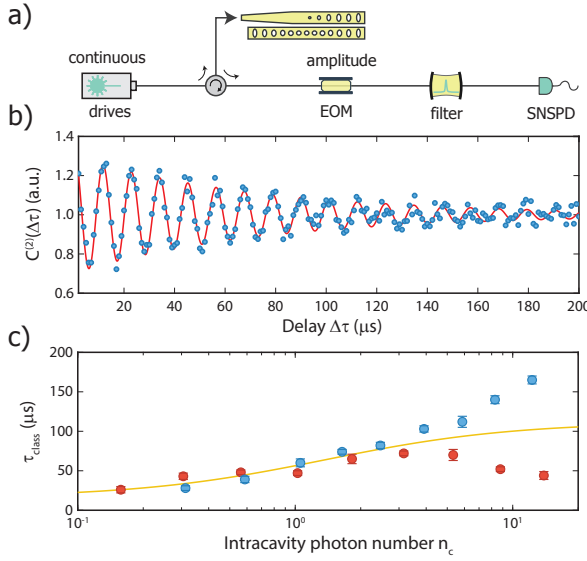 a)
continuous
drives
amplitude
EOM
filter
SNSPD
b)
C⁽²⁾(Δτ) (a.u.)
1.4
1.2
1.0
0.8
0.6
20 40 60 80 100 120 140 160 180 200
Delay Δτ (μs)
c)
τclass (μs)
200
150
100
50
0
10⁻¹ 10⁰ 10¹
Intracavity photon number nc